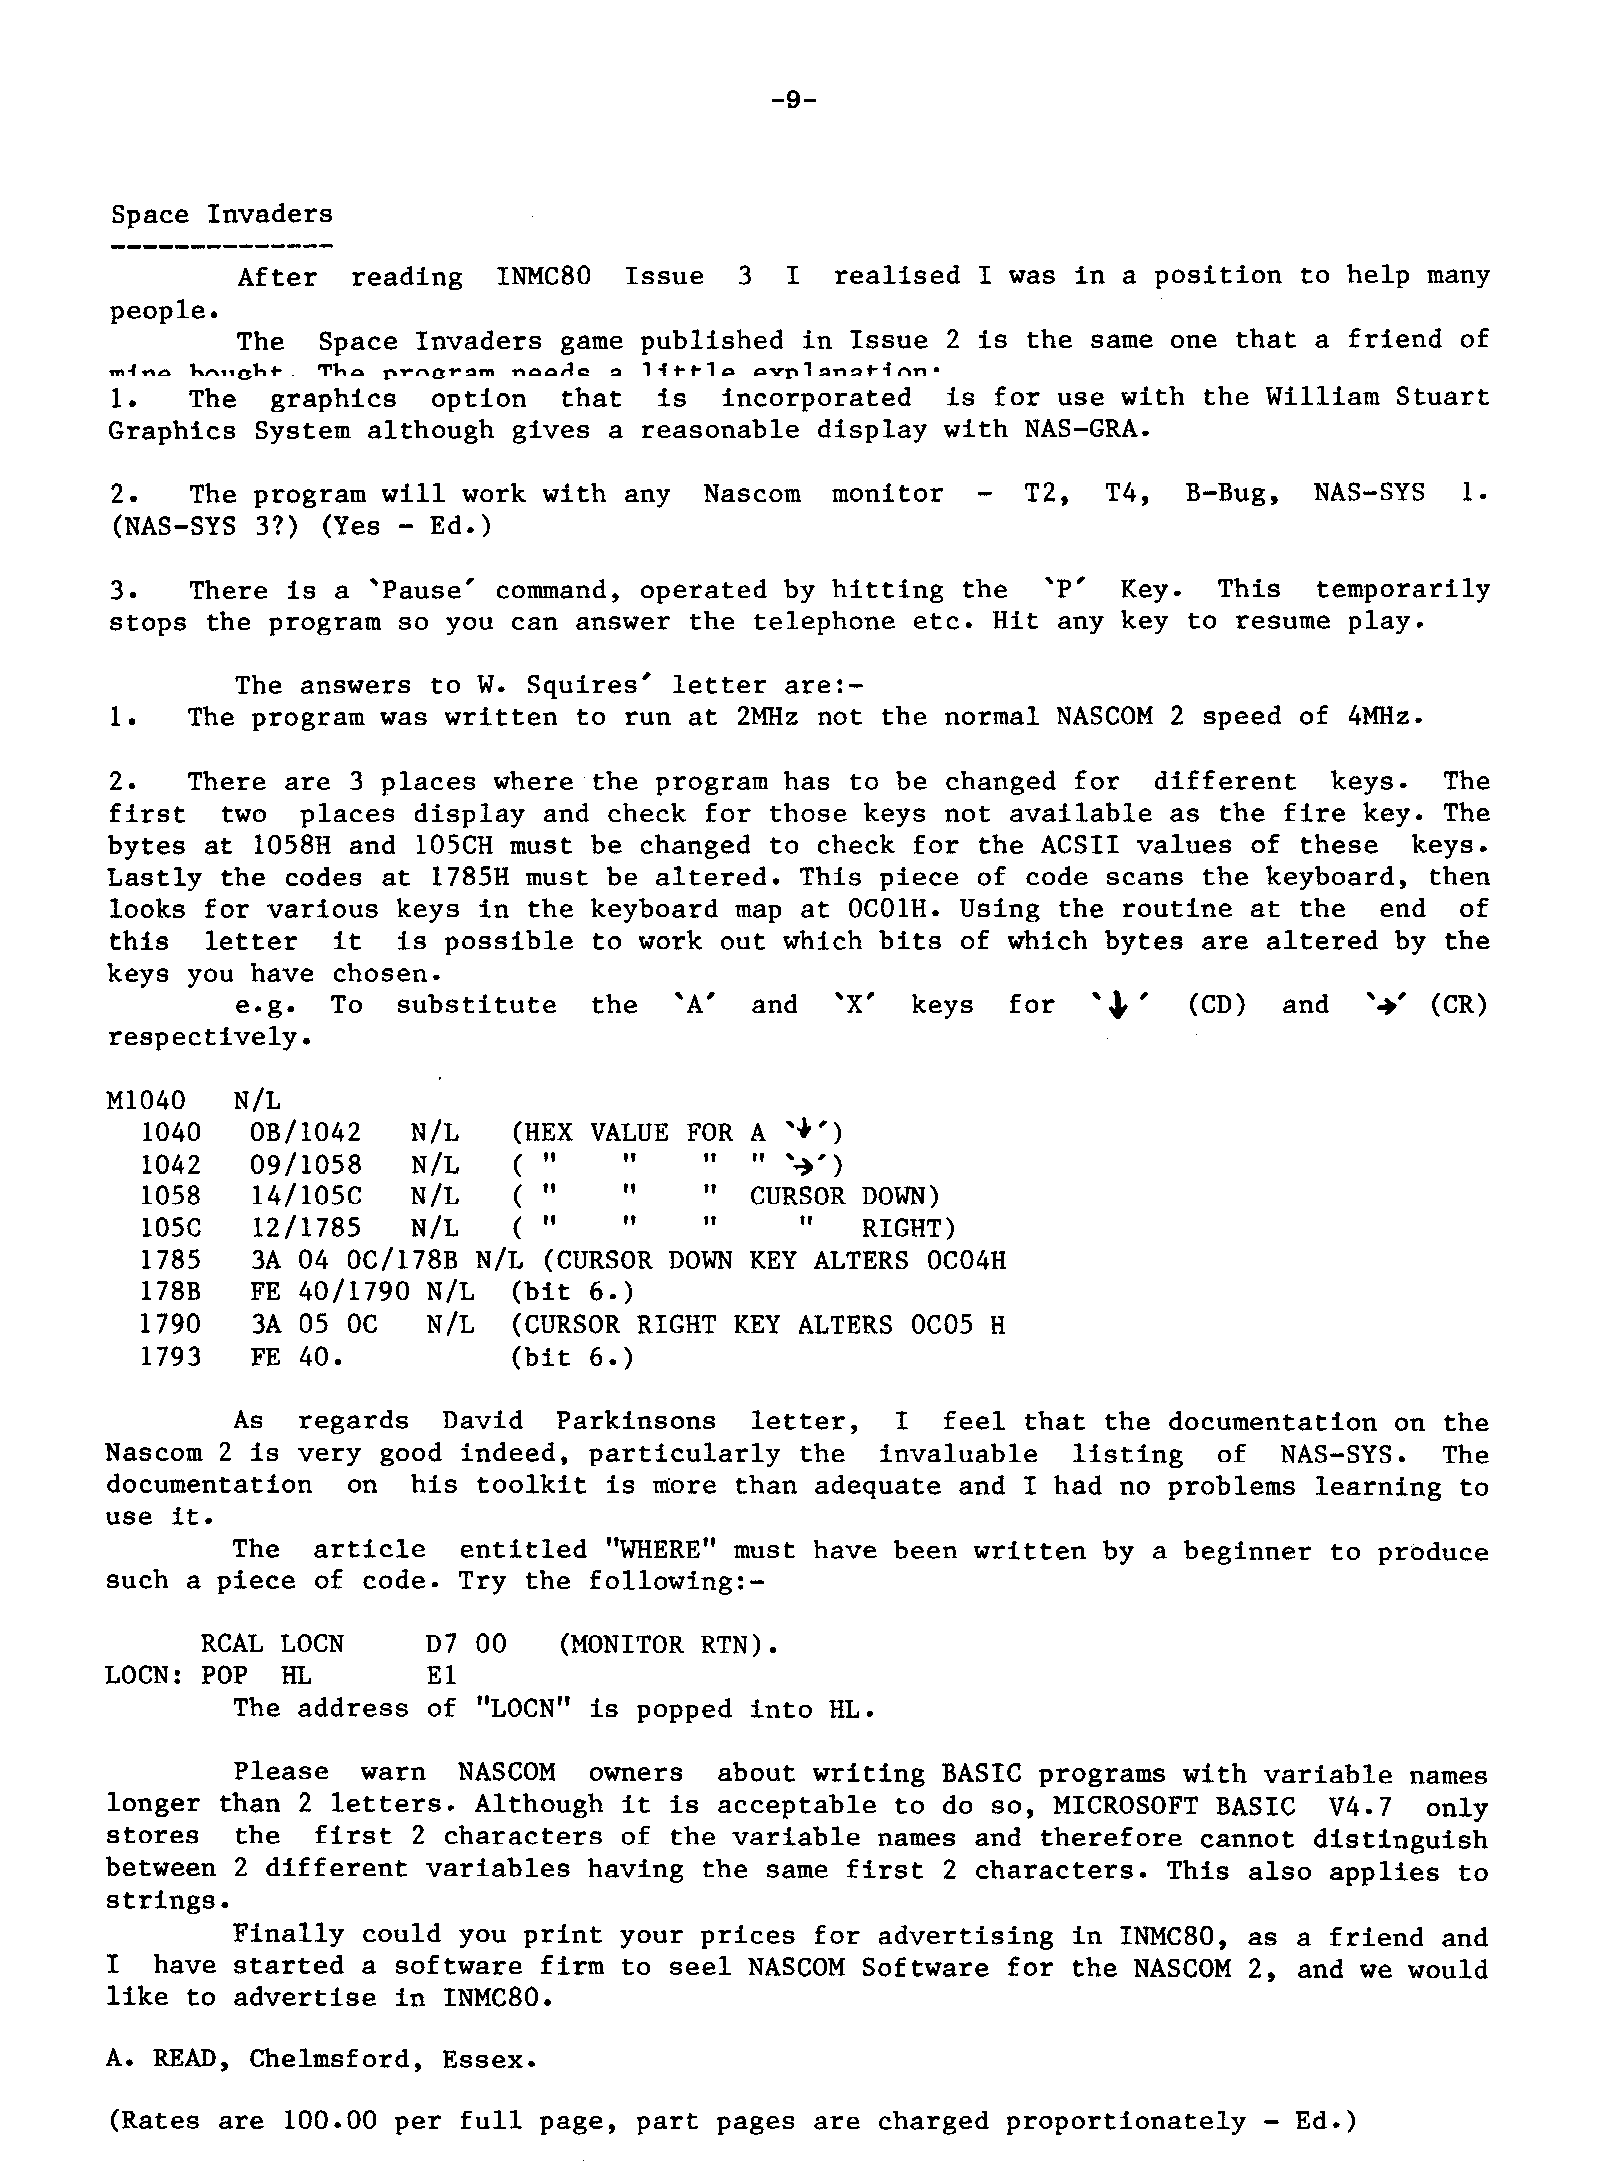 -9-
Space Invaders
--------------
After reading INMC80 Issue 3 I realised I was in a position to help many
people.
The Space Invaders game published in Issue 2 is the same one that a friend of
mine bought. The program needs a little explanation.
1. The graphics option that is incorporated is for use with the William Stuart
Graphics System although gives a reasonable display with NAS-GRA.
2. The program will work with any Nascom monitor - T2, T4, B-Bug, NAS-SYS 1.
(NAS-SYS 3?) (Yes - Ed.)
3. There is a `Pause' command, operated by hitting the `P' Key. This temporarily
stops the program so you can answer the telephone etc. Hit any key to resume play.
The answers to W. Squires' letter are:-
1. The program was written to run at 2MHz not the normal NASCOM 2 speed of 4MHz.
2. There are 3 places where the program has to be changed for different keys. The
first two places display and check for those keys not available as the fire key. The
bytes at 1058H and 105CH must be changed to check for the ACSII values of these keys.
Lastly the codes at 1785H must be altered. This piece of code scans the keyboard, then
looks for various keys in the keyboard map at 0C01H. Using the routine at the end of
this letter it is possible to work out which bits of which bytes are altered by the
keys you have chosen.
e.g. To substitute the `A' and `X' keys for `↓' (CD) and `→' (CR)
respectively.
M1040 N/L
1040 0B/1042 N/L (HEX VALUE FOR A `↓')
1042 09/1058 N/L ( " " " " `→')
1058 14/105C N/L ( " " " CURSOR DOWN)
105C 12/1785 N/L ( " " " " RIGHT)
1785 3A 04 0C/178B N/L (CURSOR DOWN KEY ALTERS 0C04H
178B FE 40/1790 N/L (bit 6.)
1790 3A 05 0C N/L (CURSOR RIGHT KEY ALTERS 0C05 H
1793 FE 40. (bit 6.)
As regards David Parkinsons letter, I feel that the documentation on the
Nascom 2 is very good indeed, particularly the invaluable listing of NAS-SYS. The
documentation on his toolkit is more than adequate and I had no problems learning to
use it.
The article entitled "WHERE" must have been written by a beginner to produce
such a piece of code. Try the following:-
RCAL LOCN D7 00 (MONITOR RTN).
LOCN: POP HL E1
The address of "LOCN" is popped into HL.
Please warn NASCOM owners about writing BASIC programs with variable names
longer than 2 letters. Although it is acceptable to do so, MICROSOFT BASIC V4.7 only
stores the first 2 characters of the variable names and therefore cannot distinguish
between 2 different variables having the same first 2 characters. This also applies to
strings.
Finally could you print your prices for advertising in INMC80, as a friend and
I have started a software firm to seel NASCOM Software for the NASCOM 2, and we would
like to advertise in INMC80.
A. READ, Chelmsford, Essex.
(Rates are 100.00 per full page, part pages are charged proportionately - Ed.)